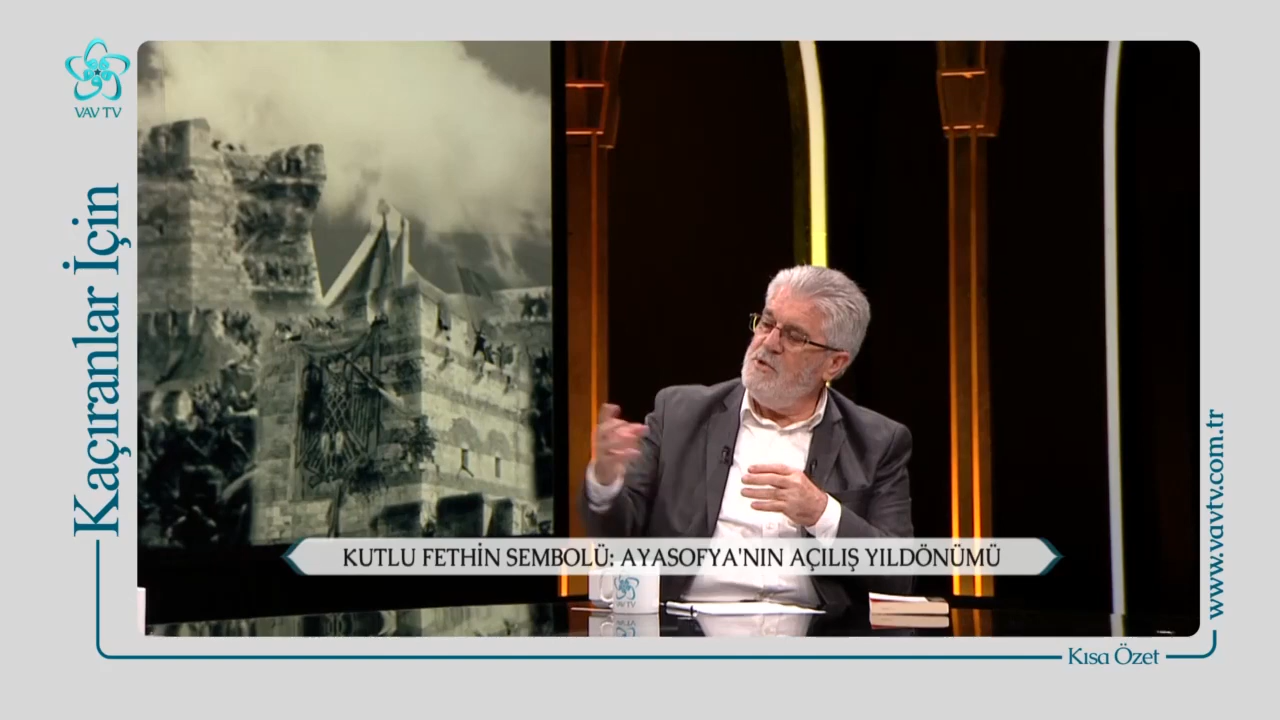 VAV TV
Kaçıranlar İçin
KUTLU FETHİN SEMBOLÜ: AYASOFYA'NIN AÇILIŞ YILDÖNÜMÜ
VAV TV
www.vavtv.com.tr
Kısa Özet